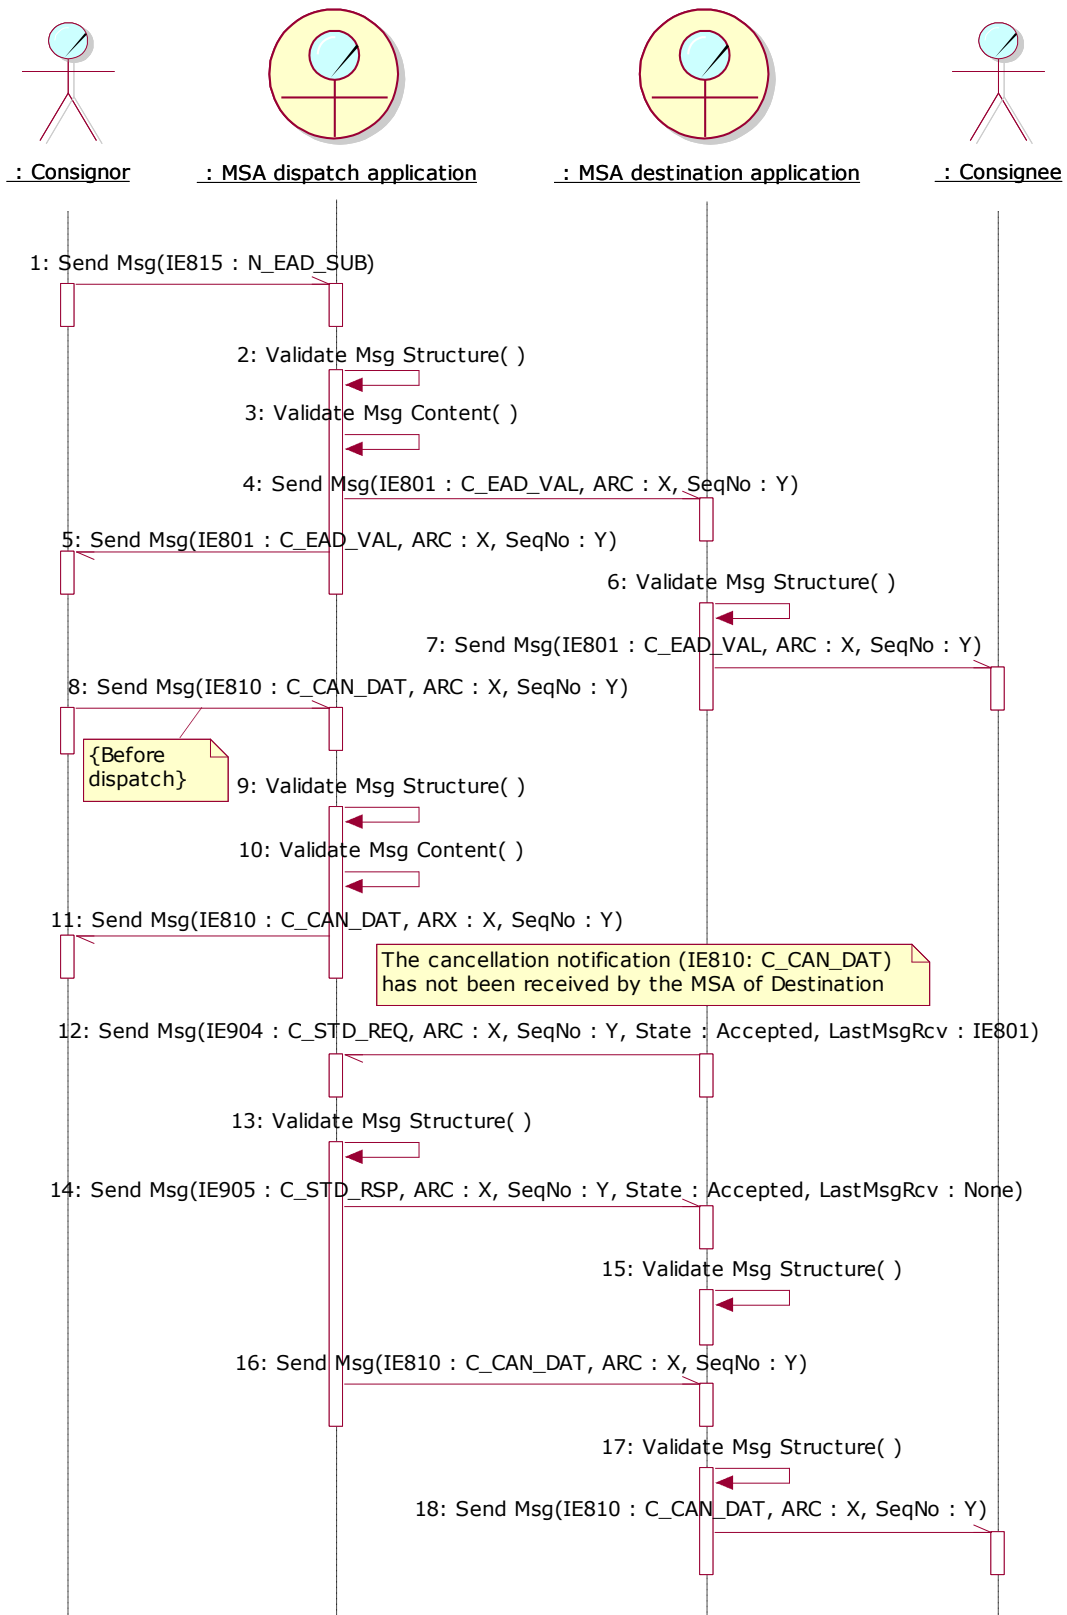 : Consignor
: MSA dispatch application
: MSA destination application
: Consignee
1: Send Msg(IE815 : N_EAD_SUB)
2: Validate Msg Structure( )
3: Validate Msg Content( )
4: Send Msg(IE801 : C_EAD_VAL, ARC : X, SeqNo : Y)
5: Send Msg(IE801 : C_EAD_VAL, ARC : X, SeqNo : Y)
6: Validate Msg Structure( )
7: Send Msg(IE801 : C_EAD_VAL, ARC : X, SeqNo : Y)
8: Send Msg(IE810 : C_CAN_DAT, ARC : X, SeqNo : Y)
{Before
dispatch}
9: Validate Msg Structure( )
10: Validate Msg Content( )
11: Send Msg(IE810 : C_CAN_DAT, ARX : X, SeqNo : Y)
The cancellation notification (IE810: C_CAN_DAT)
has not been received by the MSA of Destination
12: Send Msg(IE904 : C_STD_REQ, ARC : X, SeqNo : Y, State : Accepted, LastMsgRcv : IE801)
13: Validate Msg Structure( )
14: Send Msg(IE905 : C_STD_RSP, ARC : X, SeqNo : Y, State : Accepted, LastMsgRcv : None)
15: Validate Msg Structure( )
16: Send Msg(IE810 : C_CAN_DAT, ARC : X, SeqNo : Y)
17: Validate Msg Structure( )
18: Send Msg(IE810 : C_CAN_DAT, ARC : X, SeqNo : Y)